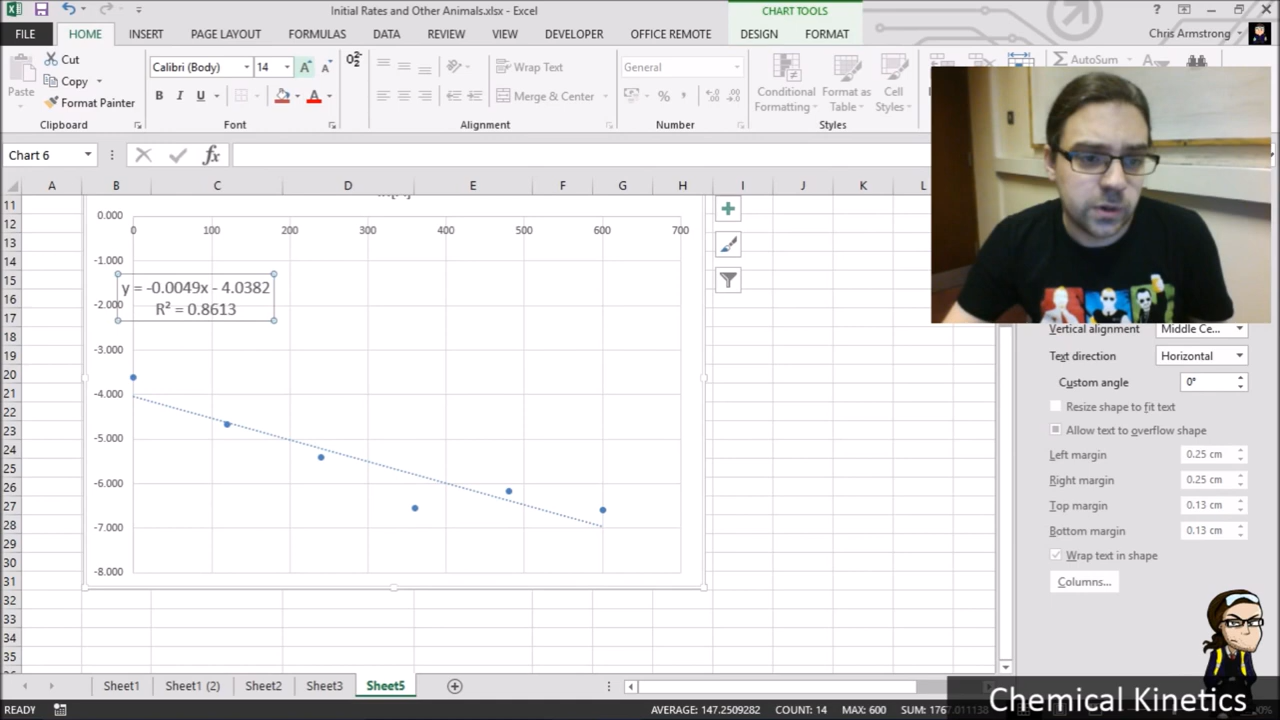 Initial Rates and Other Animals.xlsx - Excel
CHART TOOLS
?
FILE HOME INSERT PAGE LAYOUT FORMULAS DATA REVIEW VIEW DEVELOPER OFFICE REMOTE DESIGN FORMAT Chris Armstrong
Cut
Copy
Format Painter
Paste
Clipboard
Calibri (Body) 14
B I U
Font
Wrap Text
Merge & Center
Alignment
General
Number
Conditional
Formatting
Format as
Table
Cell
Styles
Styles
AutoSum
Chart 6 fx
A B C D E F G H I J K L
11
12
13
14
15
16
17
18
19
20
21
22
23
24
25
26
27
28
29
30
31
32
33
34
35
0.000
0 100 200 300 400 500 600 700
-1.000
y = -0.0049x - 4.0382
-2.000
R² = 0.8613
-3.000
-4.000
-5.000
-6.000
-7.000
-8.000
Vertical alignment Middle Ce...
Text direction Horizontal
Custom angle 0°
Resize shape to fit text
Allow text to overflow shape
Left margin 0.25 cm
Right margin 0.25 cm
Top margin 0.13 cm
Bottom margin 0.13 cm
Wrap text in shape
Columns...
Sheet1 Sheet1 (2) Sheet2 Sheet3 Sheet5
Chemical Kinetics
READY AVERAGE: 147.2509282 COUNT: 14 MAX: 600 SUM: 1767.011138